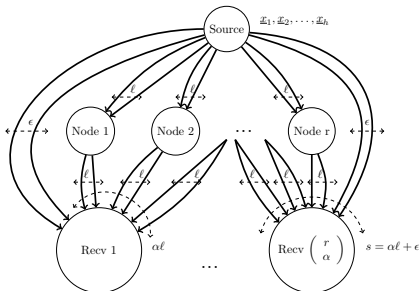 Source
x₁, x₂, . . . , xₕ
ℓ ℓ ℓ
ϵ ϵ
Node 1 Node 2 · · · Node r
ℓ ℓ ℓ ℓ ℓ ℓ
Recv 1 αℓ · · · Recv ( r α ) s = αℓ + ϵ